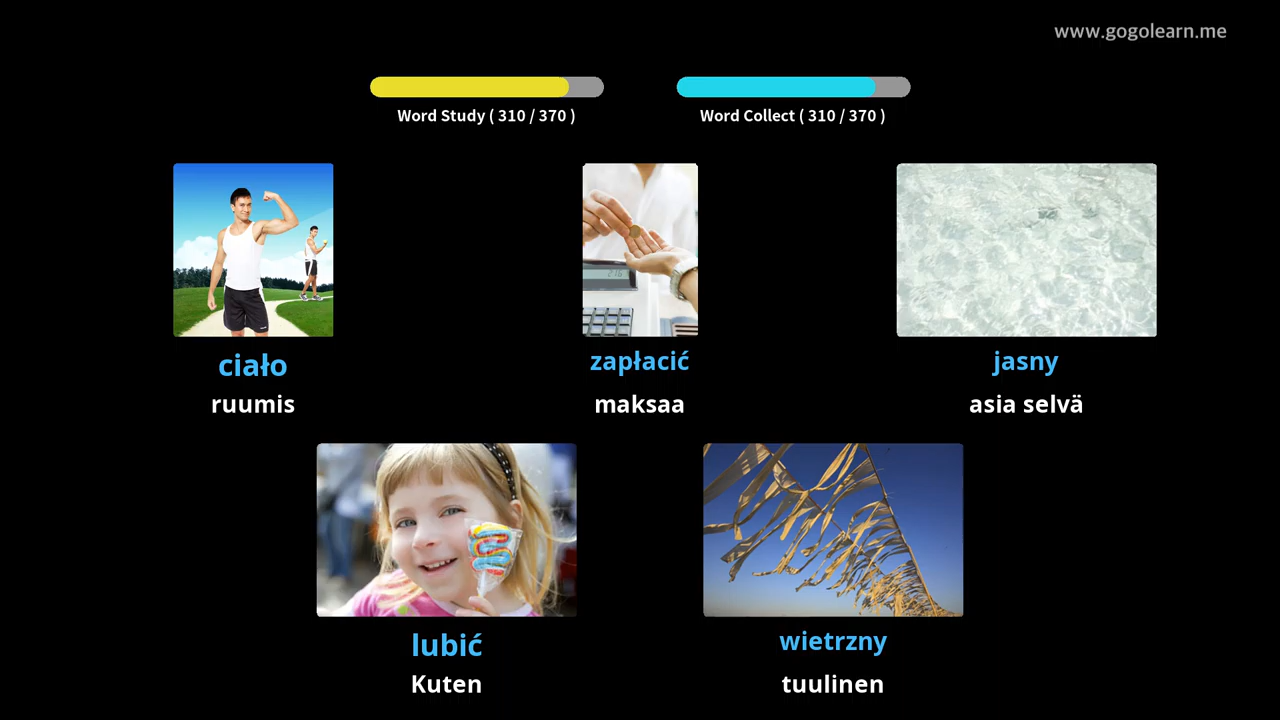 www.gogolearn.me
Word Study ( 310 / 370 )
Word Collect ( 310 / 370 )
ciało
ruumis
zapłacić
maksaa
jasny
asia selvä
lubić
Kuten
wietrzny
tuulinen